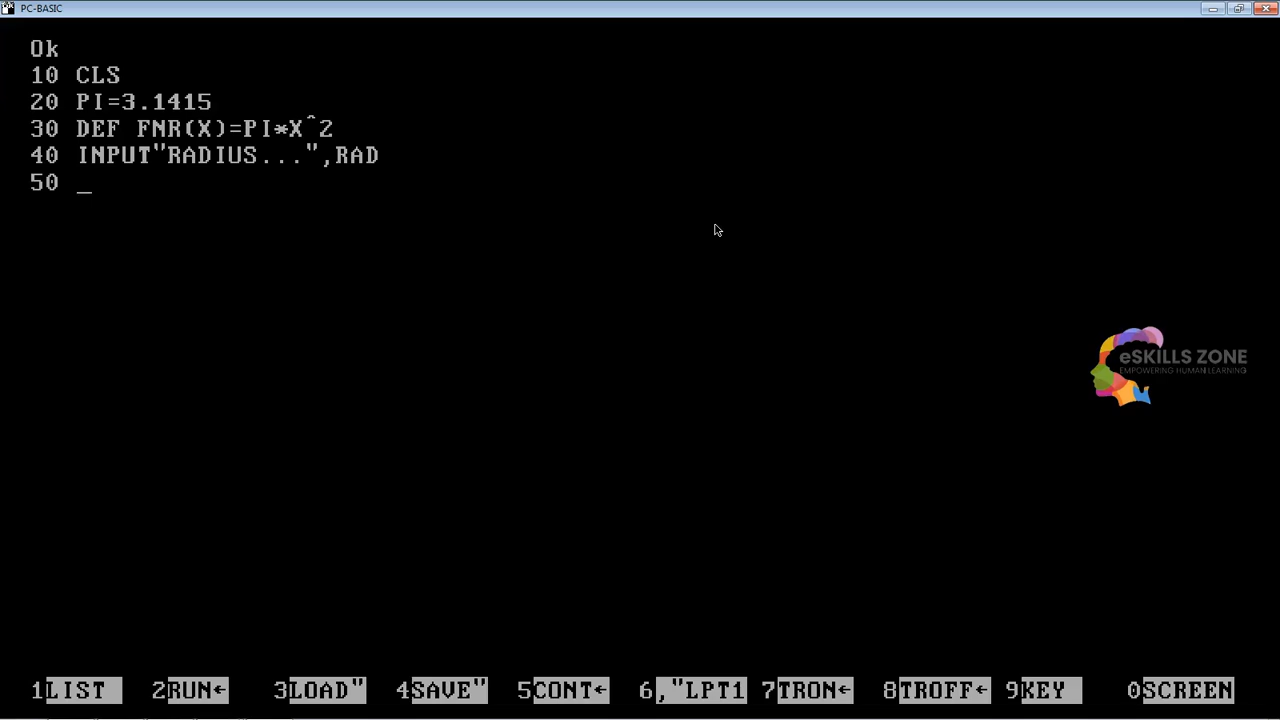 PC-BASIC
Ok
10 CLS
20 PI=3.1415
30 DEF FNR(X)=PI*X^2
40 INPUT"RADIUS...",RAD
50 _
eSKILLS ZONE
EMPOWERING HUMAN LEARNING
1LIST 2RUN← 3LOAD" 4SAVE" 5CONT← 6,"LPT1 7TRON← 8TROFF← 9KEY 0SCREEN